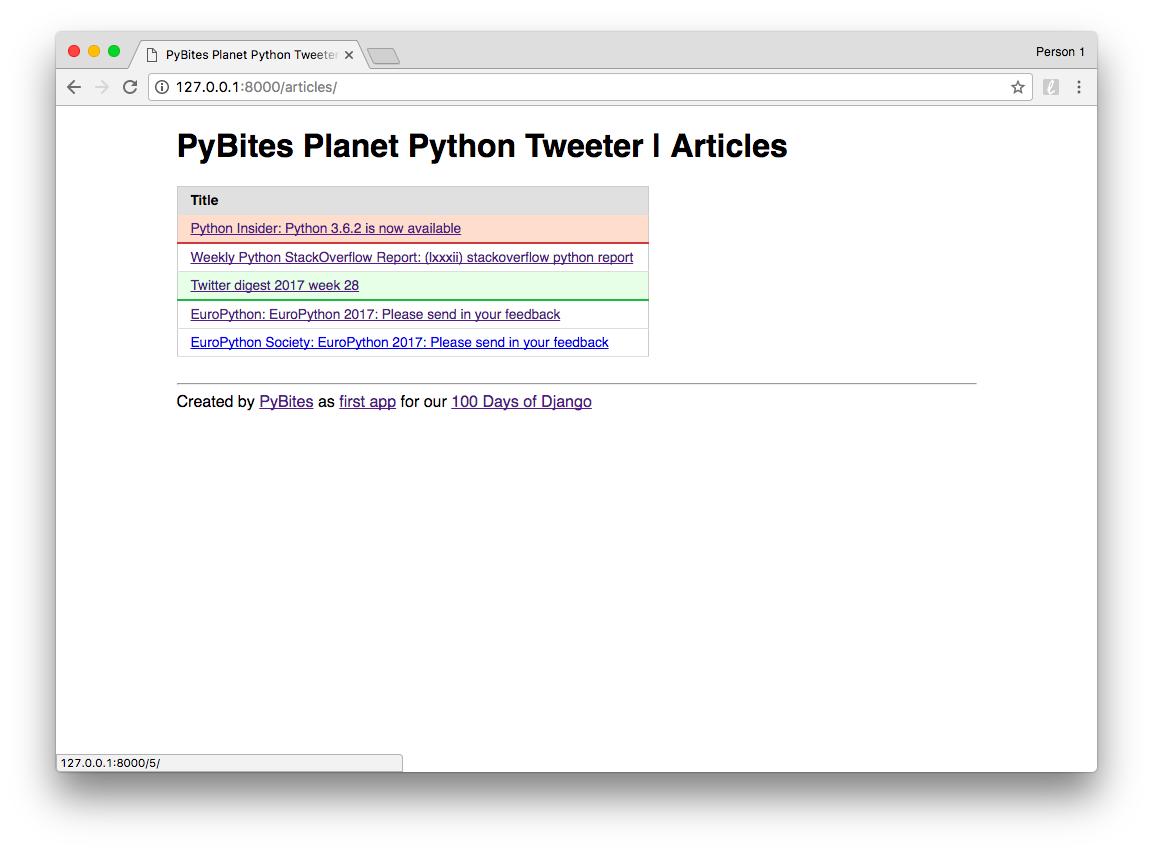 PyBites Planet Python Tweeter
Person 1
127.0.0.1:8000/articles/
PyBites Planet Python Tweeter | Articles
Title
Python Insider: Python 3.6.2 is now available
Weekly Python StackOverflow Report: (lxxxii) stackoverflow python report
Twitter digest 2017 week 28
EuroPython: EuroPython 2017: Please send in your feedback
EuroPython Society: EuroPython 2017: Please send in your feedback
Created by PyBites as first app for our 100 Days of Django
127.0.0.1:8000/5/